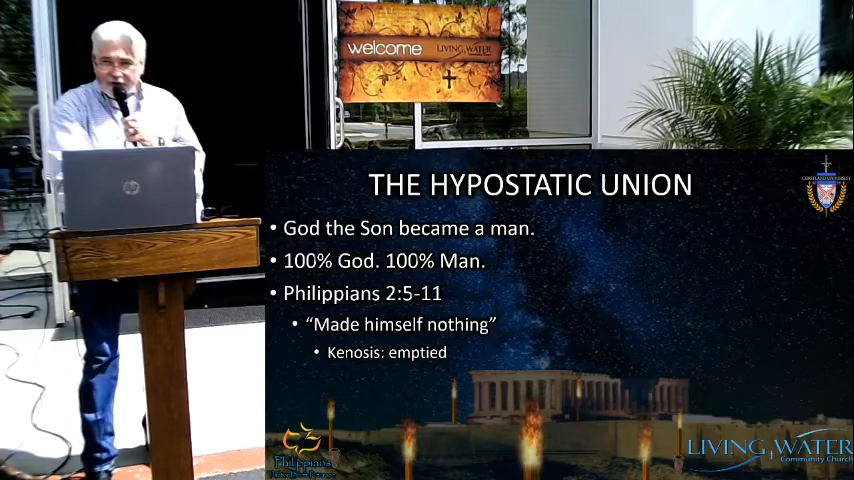 welcome
LIVING WATER
THE HYPOSTATIC UNION
• God the Son became a man.
• 100% God. 100% Man.
• Philippians 2:5-11
• “Made himself nothing”
• Kenosis: emptied
hp
Philippians
LIVING WATER
Community Church